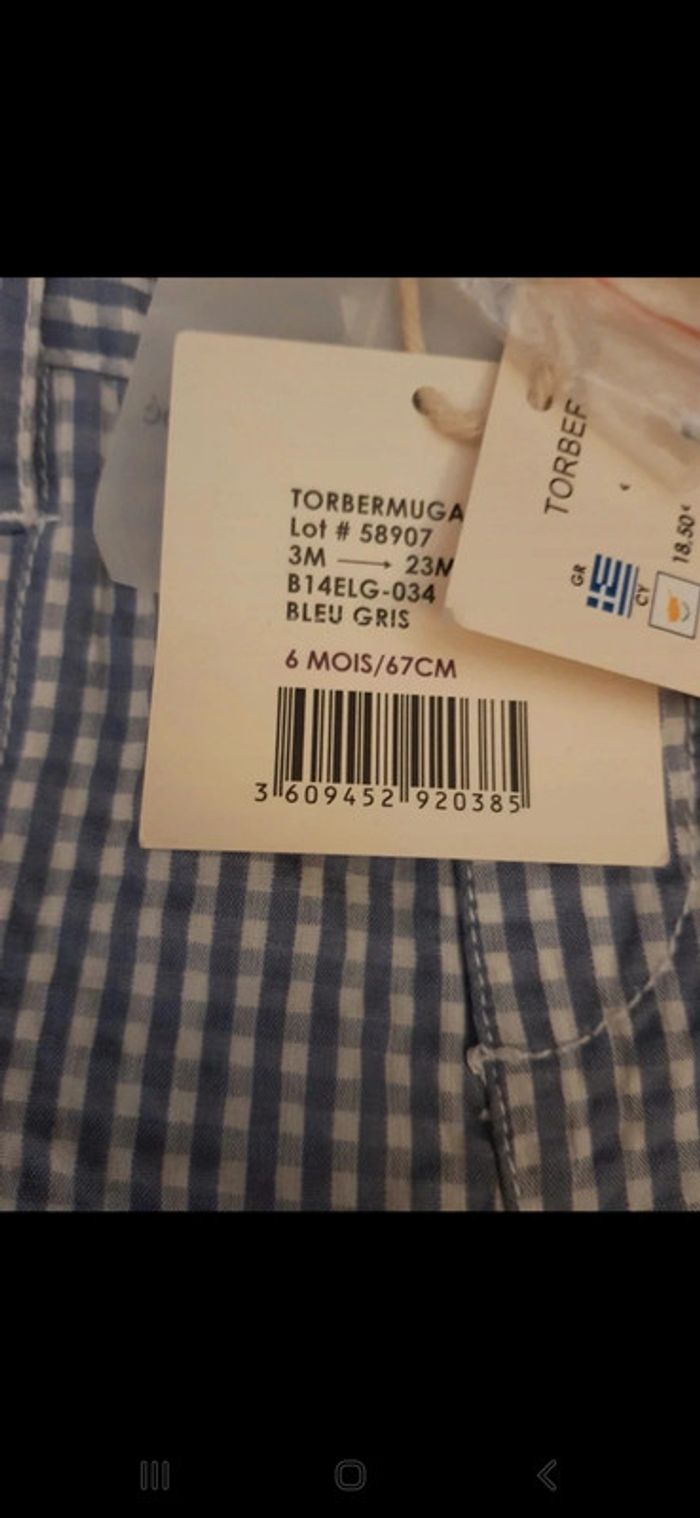 TORBERMUGA
Lot # 58907
3M → 23M
B14ELG-034
BLEU GRIS
6 MOIS/67CM
3 609452 920385
TORBER
€
GR
CY
18,50€